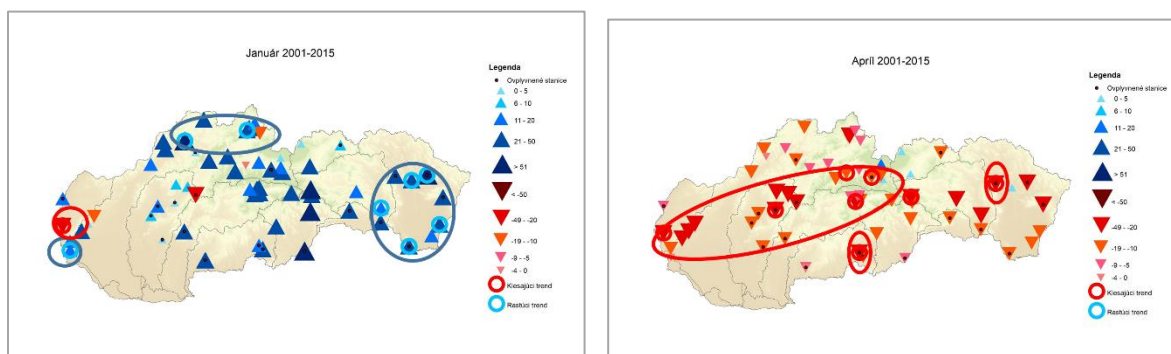 Január 2001-2015
Legenda
Ovplyvnené stanice
0 - 5
6 - 10
11 - 20
21 - 50
> 51
< -50
-49 - -20
-19 - -10
-9 - -5
-4 - 0
Klesajúci trend
Rastúci trend
Apríl 2001-2015
Legenda
Ovplyvnené stanice
0 - 5
6 - 10
11 - 20
21 - 50
> 51
< -50
-49 - -20
-19 - -10
-9 - -5
-4 - 0
Klesajúci trend
Rastúci trend